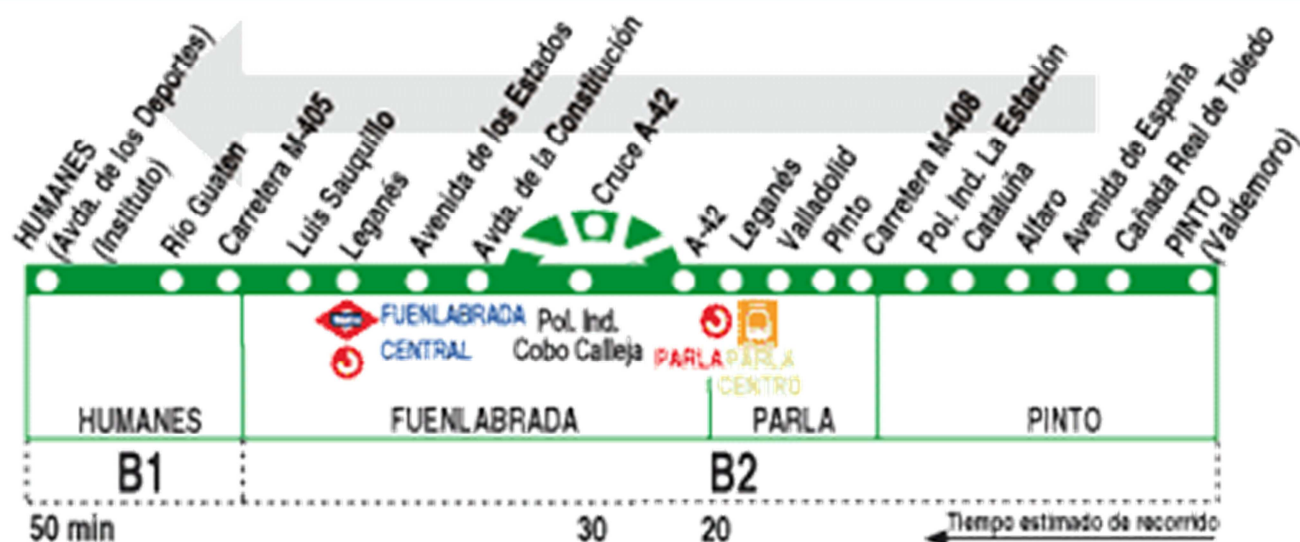 HUMANES
(Avda. de los Deportes)
(Instituto)
Río Guaten
Carretera M-405
Luis Sauquillo
Leganés
Avenida de los Estados
Avda. de la Constitución
Cruce A-42
A-42
Leganés
Valladolid
Pinto
Carretera M-408
Pol. Ind. La Estación
Cataluña
Alfaro
Avenida de España
Cañada Real de Toledo
PINTO
(Valdemoro)
FUENLABRADA
CENTRAL
Pol. Ind.
Cobo Calleja
PARLA
PARLA
CENTRO
HUMANES
FUENLABRADA
PARLA
PINTO
B1
B2
50 min
30
20
Tiempo estimado de recorrido